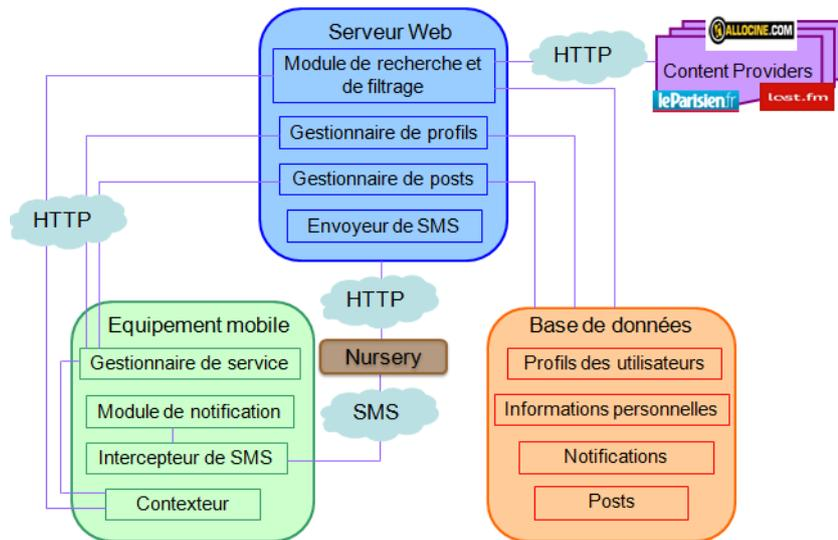 Serveur Web
Module de recherche et
de filtrage
Gestionnaire de profils
Gestionnaire de posts
Envoyeur de SMS
HTTP
ALLOCINE.COM
Content Providers
leParisien.fr
lost.fm
HTTP
HTTP
Nursery
SMS
Equipement mobile
Gestionnaire de service
Module de notification
Intercepteur de SMS
Contexteur
Base de données
Profils des utilisateurs
Informations personnelles
Notifications
Posts